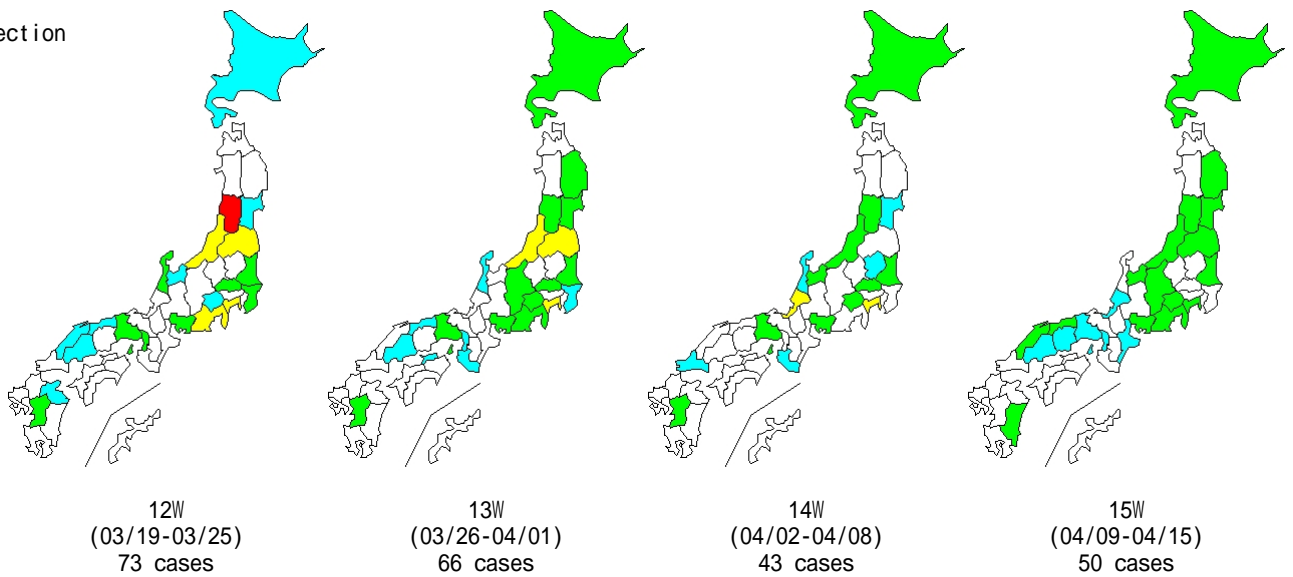 ection
12W
(03/19-03/25)
73 cases
13W
(03/26-04/01)
66 cases
14W
(04/02-04/08)
43 cases
15W
(04/09-04/15)
50 cases